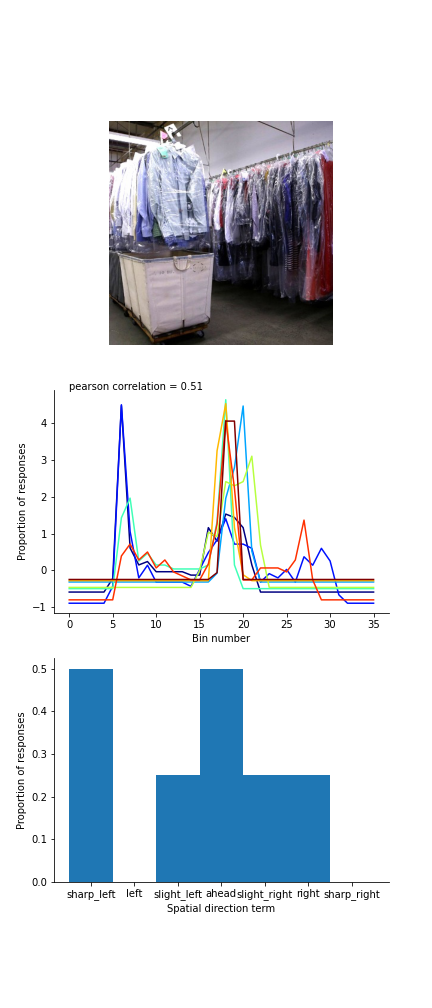 pearson correlation = 0.51
Proportion of responses
4
3
2
1
0
−1
0 5 10 15 20 25 30 35
Bin number
Proportion of responses
0.5
0.4
0.3
0.2
0.1
0.0
sharp_left left slight_left ahead slight_right right sharp_right
Spatial direction term